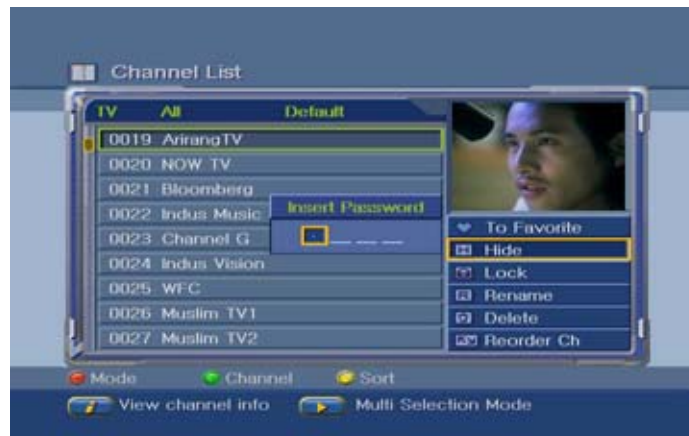 Channel List
TV All Default
0019 ArirangTV
0020 NOW TV
0021 Bloomberg
0022 Indus Music
0023 Channel G
0024 Indus Vision
0025 WFC
0026 Muslim TV1
0027 Muslim TV2
Insert Password
To Favorite
Hide
Lock
Rename
Delete
Reorder Ch
Mode Channel Sort
View channel info Multi Selection Mode